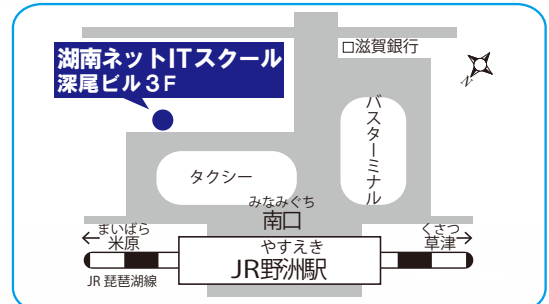 湖南ネットITスクール
深尾ビル3F
□滋賀銀行
N
バスターミナル
タクシー
みなみぐち
南口
まいばら
米原
くさつ
草津
やすえき
JR野洲駅
JR 琵琶湖線